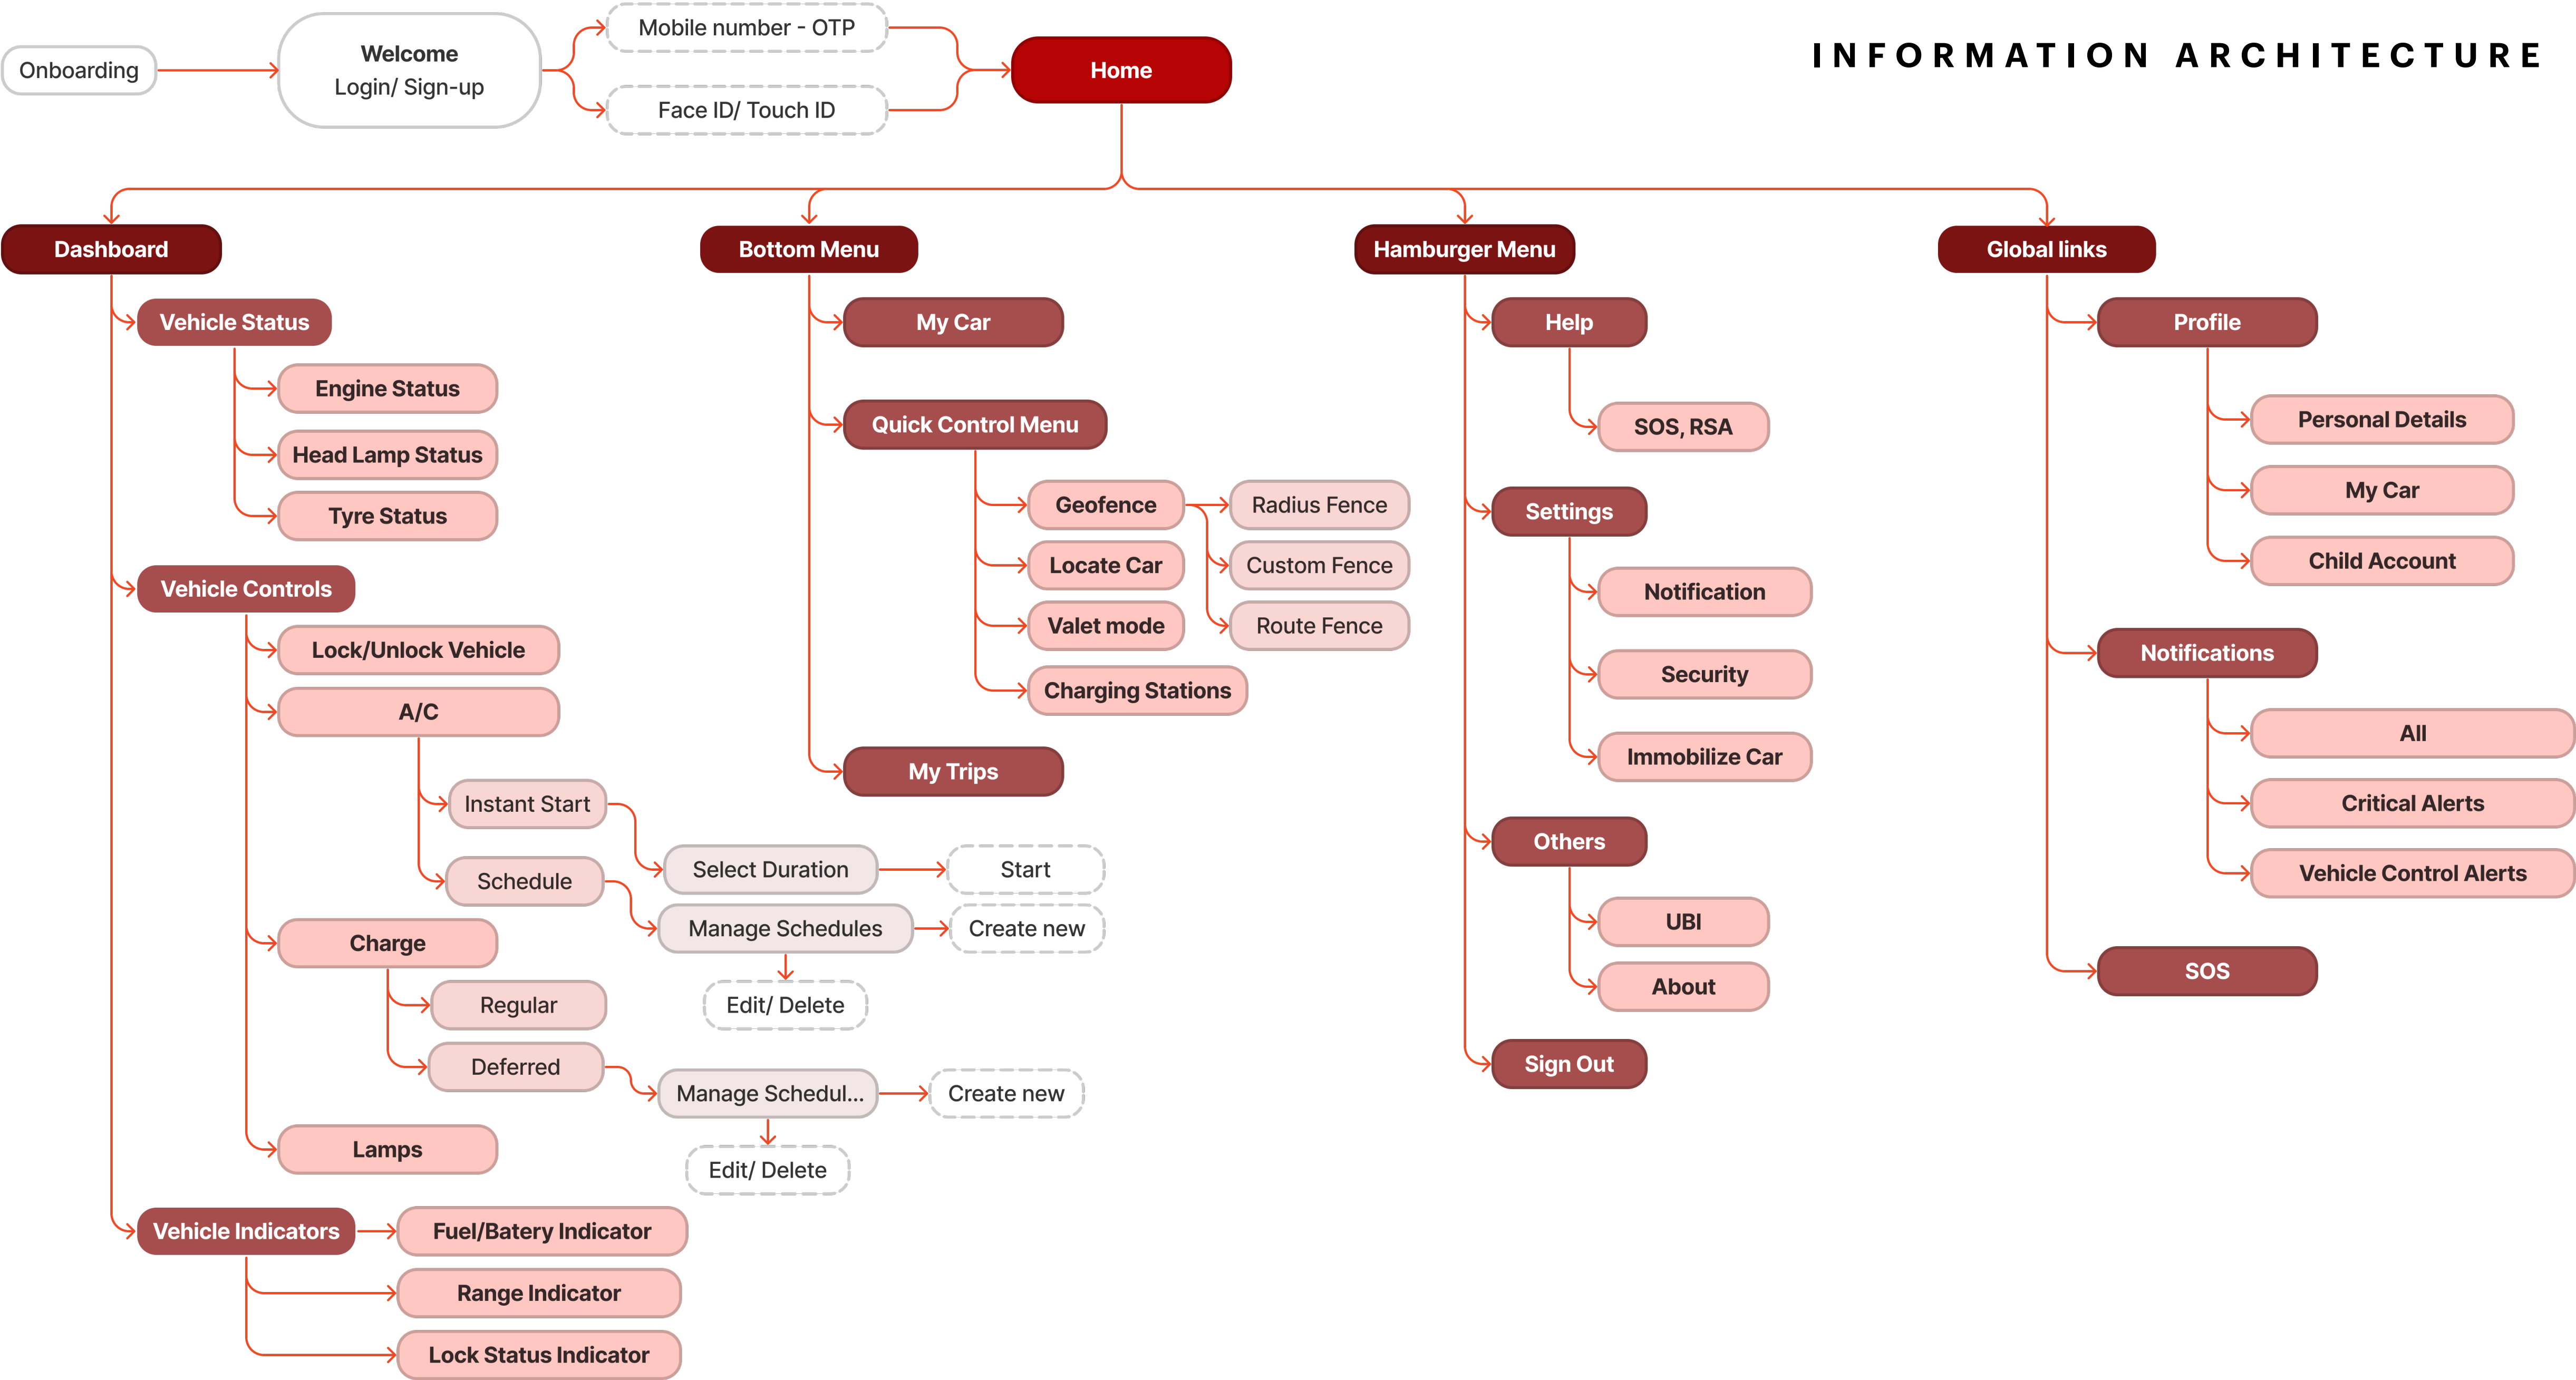 INFORMATION ARCHITECTURE
Onboarding
Welcome
Login/ Sign-up
Mobile number - OTP
Face ID/ Touch ID
Home
Dashboard
Vehicle Status
Engine Status
Head Lamp Status
Tyre Status
Vehicle Controls
Lock/Unlock Vehicle
A/C
Instant Start
Select Duration
Start
Schedule
Manage Schedules
Create new
Edit/ Delete
Charge
Regular
Deferred
Manage Schedul...
Create new
Edit/ Delete
Lamps
Vehicle Indicators
Fuel/Batery Indicator
Range Indicator
Lock Status Indicator
Bottom Menu
My Car
Quick Control Menu
Geofence
Radius Fence
Custom Fence
Route Fence
Locate Car
Valet mode
Charging Stations
My Trips
Hamburger Menu
Help
SOS, RSA
Settings
Notification
Security
Immobilize Car
Others
UBI
About
Sign Out
Global links
Profile
Personal Details
My Car
Child Account
Notifications
All
Critical Alerts
Vehicle Control Alerts
SOS